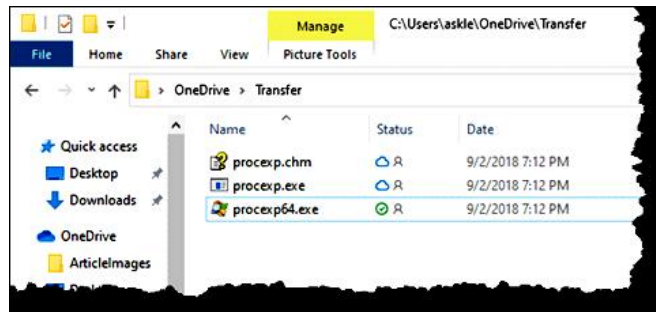 Manage C:\Users\askle\OneDrive\Transfer
File Home Share View Picture Tools
OneDrive > Transfer
Name Status Date
Quick access
procexp.chm 9/2/2018 7:12 PM
Desktop
procexp.exe 9/2/2018 7:12 PM
Downloads
procexp64.exe 9/2/2018 7:12 PM
OneDrive
ArticleImages